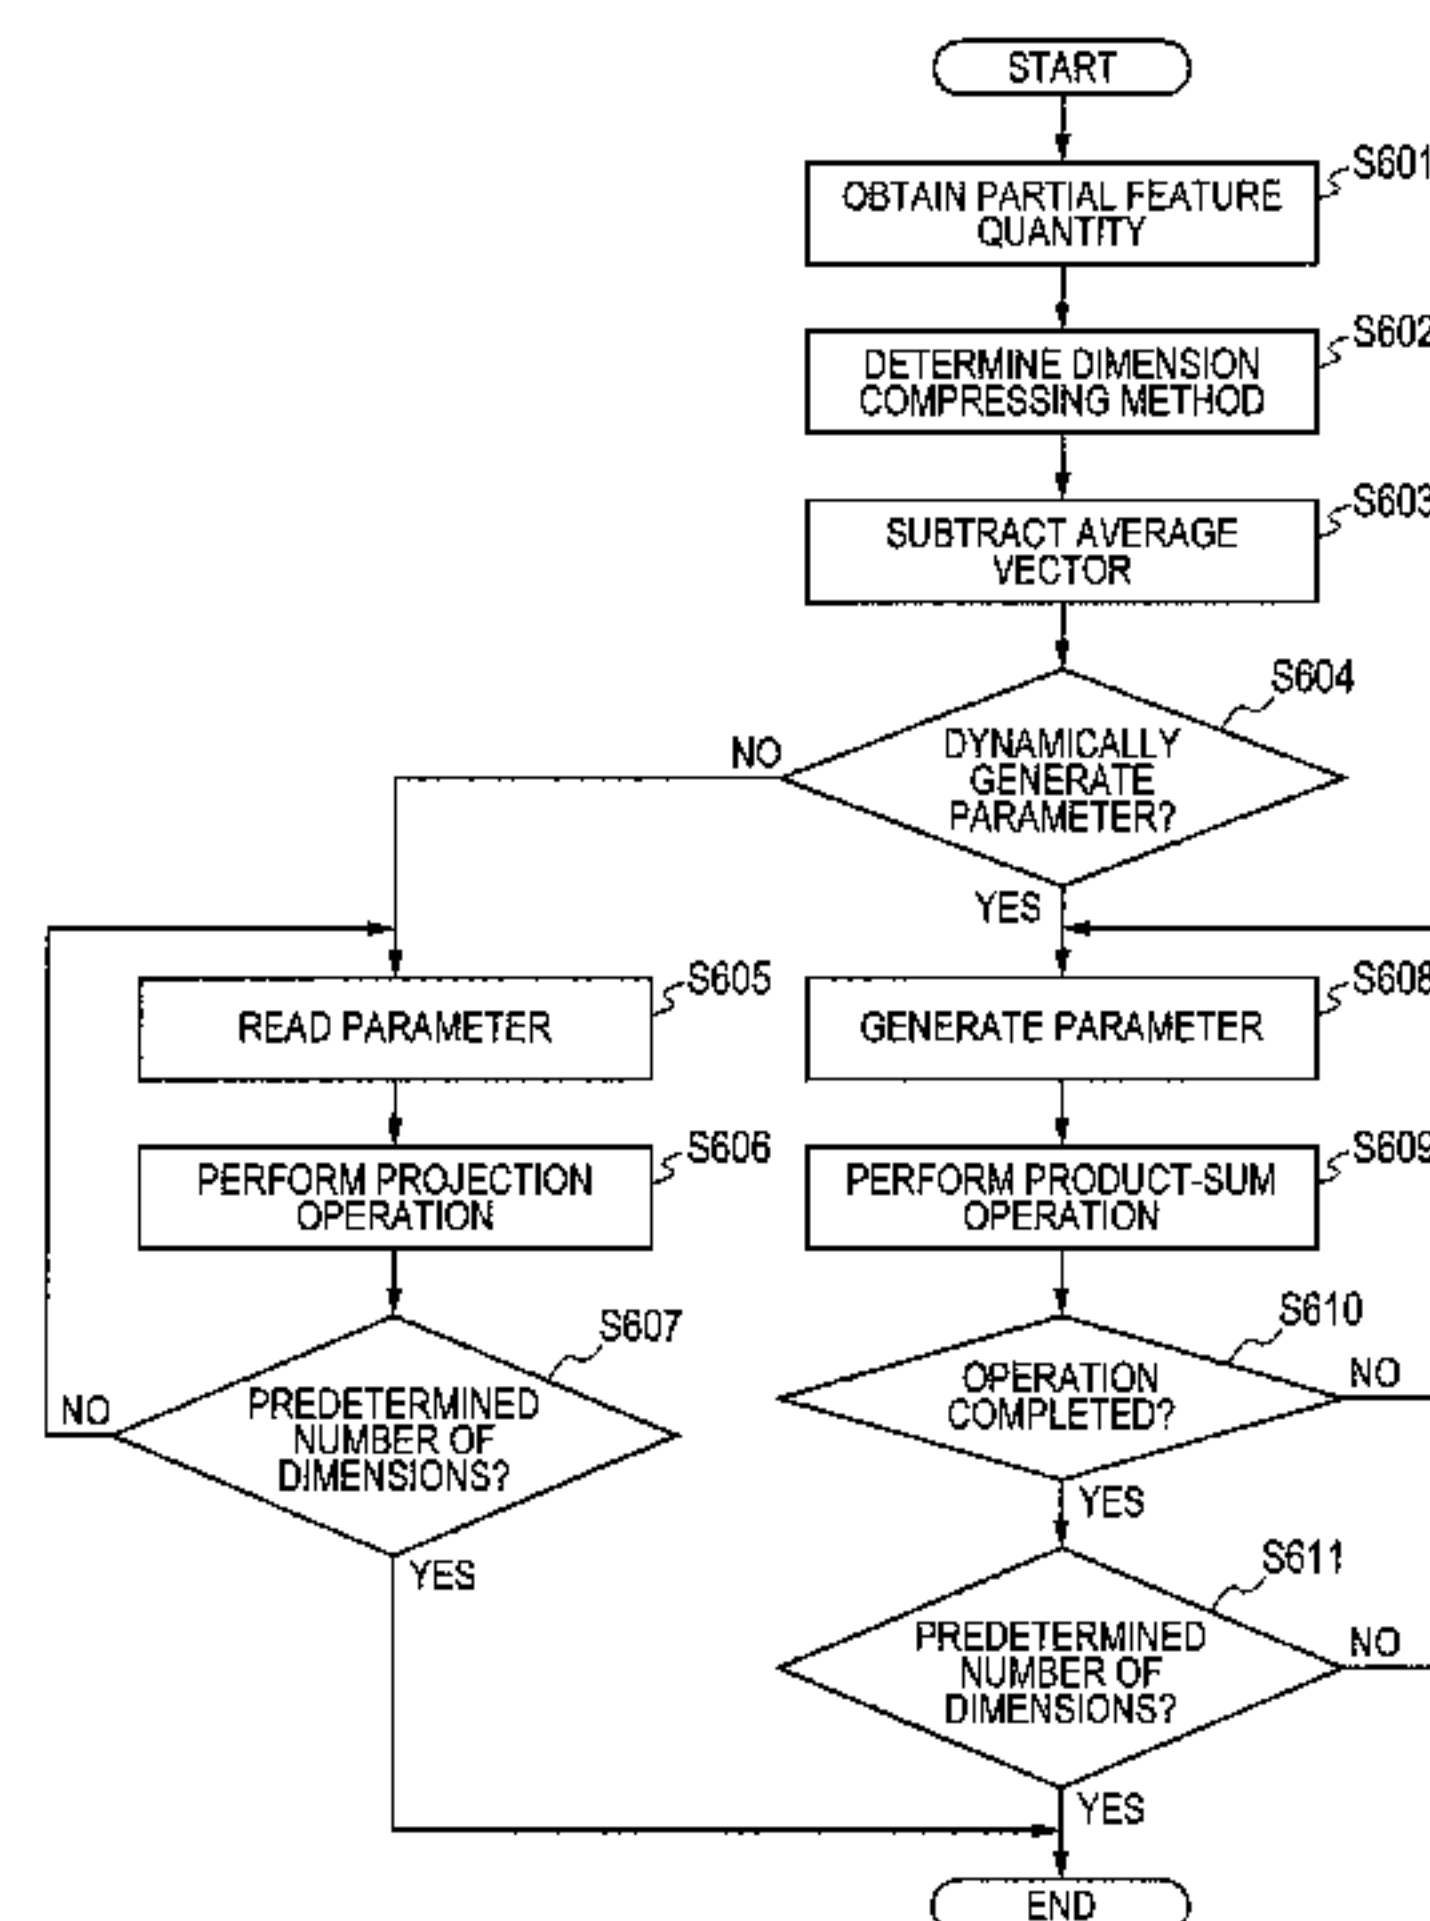 START
S601
OBTAIN PARTIAL FEATURE
QUANTITY
S602
DETERMINE DIMENSION
COMPRESSING METHOD
S603
SUBTRACT AVERAGE
VECTOR
S604
DYNAMICALLY
GENERATE
PARAMETER?
NO
YES
S605
READ PARAMETER
S606
PERFORM PROJECTION
OPERATION
S607
PREDETERMINED
NUMBER OF
DIMENSIONS?
NO
YES
S608
GENERATE PARAMETER
S609
PERFORM PRODUCT-SUM
OPERATION
S610
OPERATION
COMPLETED?
NO
YES
S611
PREDETERMINED
NUMBER OF
DIMENSIONS?
NO
YES
END